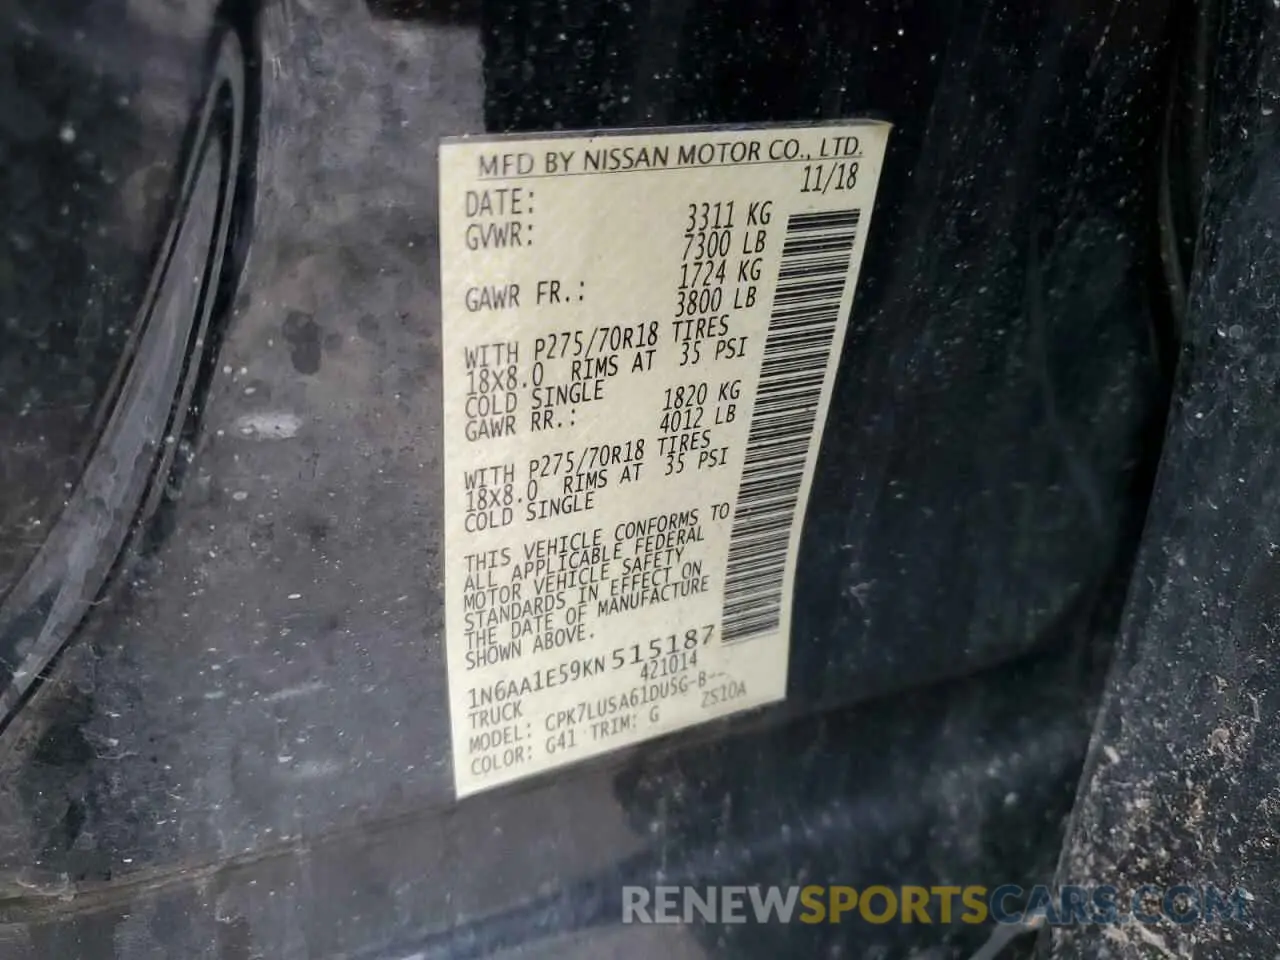 MFD BY NISSAN MOTOR CO., LTD.
DATE: 11/18
GVWR: 3311 KG
7300 LB
GAWR FR.: 1724 KG
3800 LB
WITH P275/70R18 TIRES
18X8.0 RIMS AT 35 PSI
COLD SINGLE
GAWR RR.: 1820 KG
4012 LB
WITH P275/70R18 TIRES
18X8.0 RIMS AT 35 PSI
COLD SINGLE
THIS VEHICLE CONFORMS TO
ALL APPLICABLE FEDERAL
MOTOR VEHICLE SAFETY
STANDARDS IN EFFECT ON
THE DATE OF MANUFACTURE
SHOWN ABOVE.
1N6AA1E59KN515187
TRUCK 421014
MODEL: CPK7LUSA61DUSG-B--
COLOR: G41 TRIM: G ZS10A
RENEWSPORTSCARS.COM